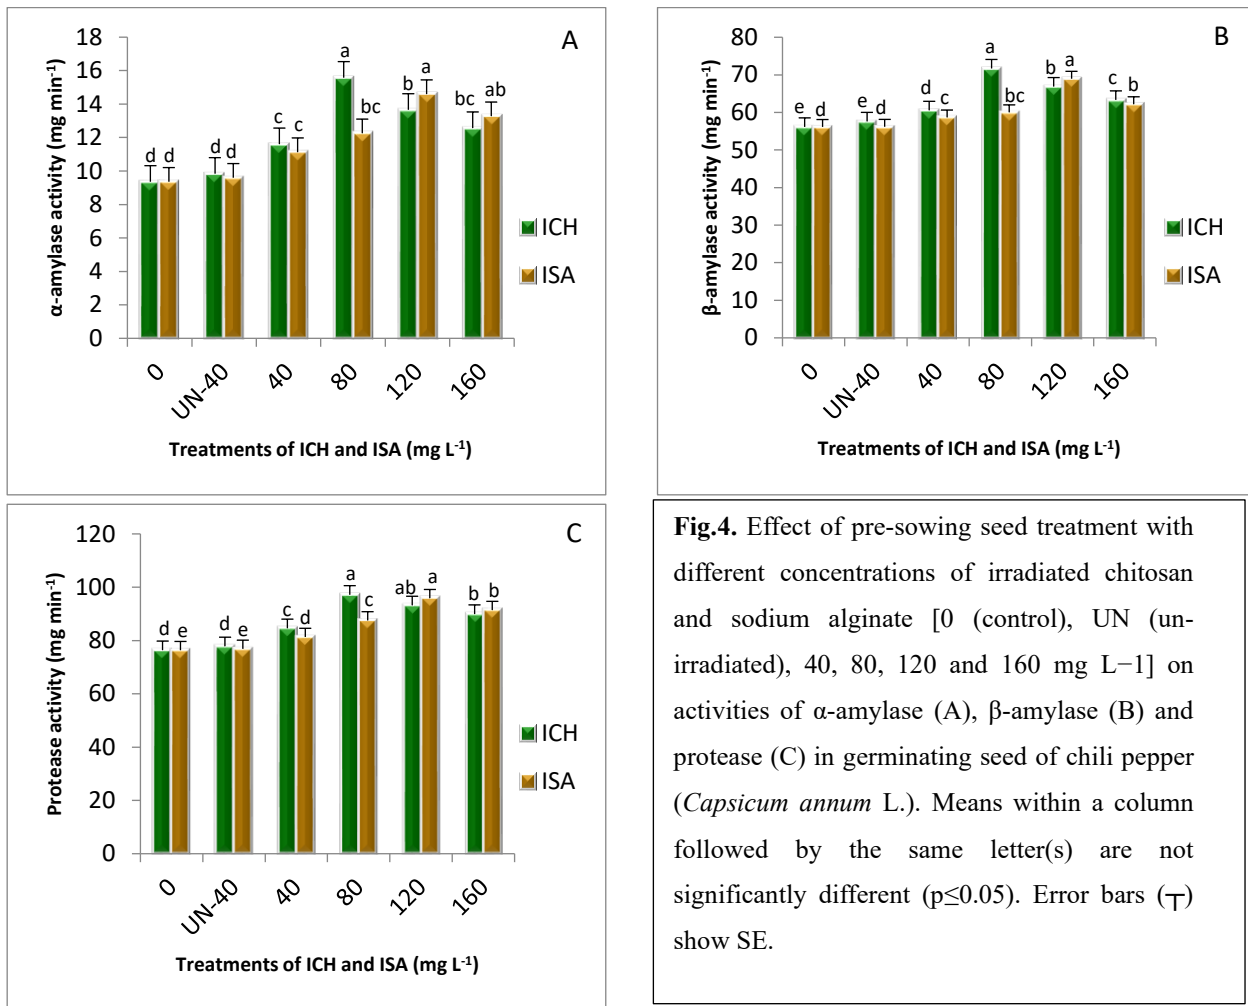 A
α-amylase activity (mg min-1)
18
16
14
12
10
8
6
4
2
0
d d
d d
c c
a bc
b a
bc ab
0 UN-40 40 80 120 160
Treatments of ICH and ISA (mg L-1)
ICH
ISA
B
β-amylase activity (mg min-1)
80
70
60
50
40
30
20
10
0
e d
e d
d c
a bc
b a
c b
0 UN-40 40 80 120 160
Treatments of ICH and ISA (mg L-1)
ICH
ISA
C
Protease activity (mg min-1)
120
100
80
60
40
20
0
d e
d e
c d
a c
ab a
b b
0 UN-40 40 80 120 160
Treatments of ICH and ISA (mg L-1)
ICH
ISA
Fig.4. Effect of pre-sowing seed treatment with
different concentrations of irradiated chitosan
and sodium alginate [0 (control), UN (un-
irradiated), 40, 80, 120 and 160 mg L−1] on
activities of α-amylase (A), β-amylase (B) and
protease (C) in germinating seed of chili pepper
(Capsicum annum L.). Means within a column
followed by the same letter(s) are not
significantly different (p≤0.05). Error bars (┬)
show SE.